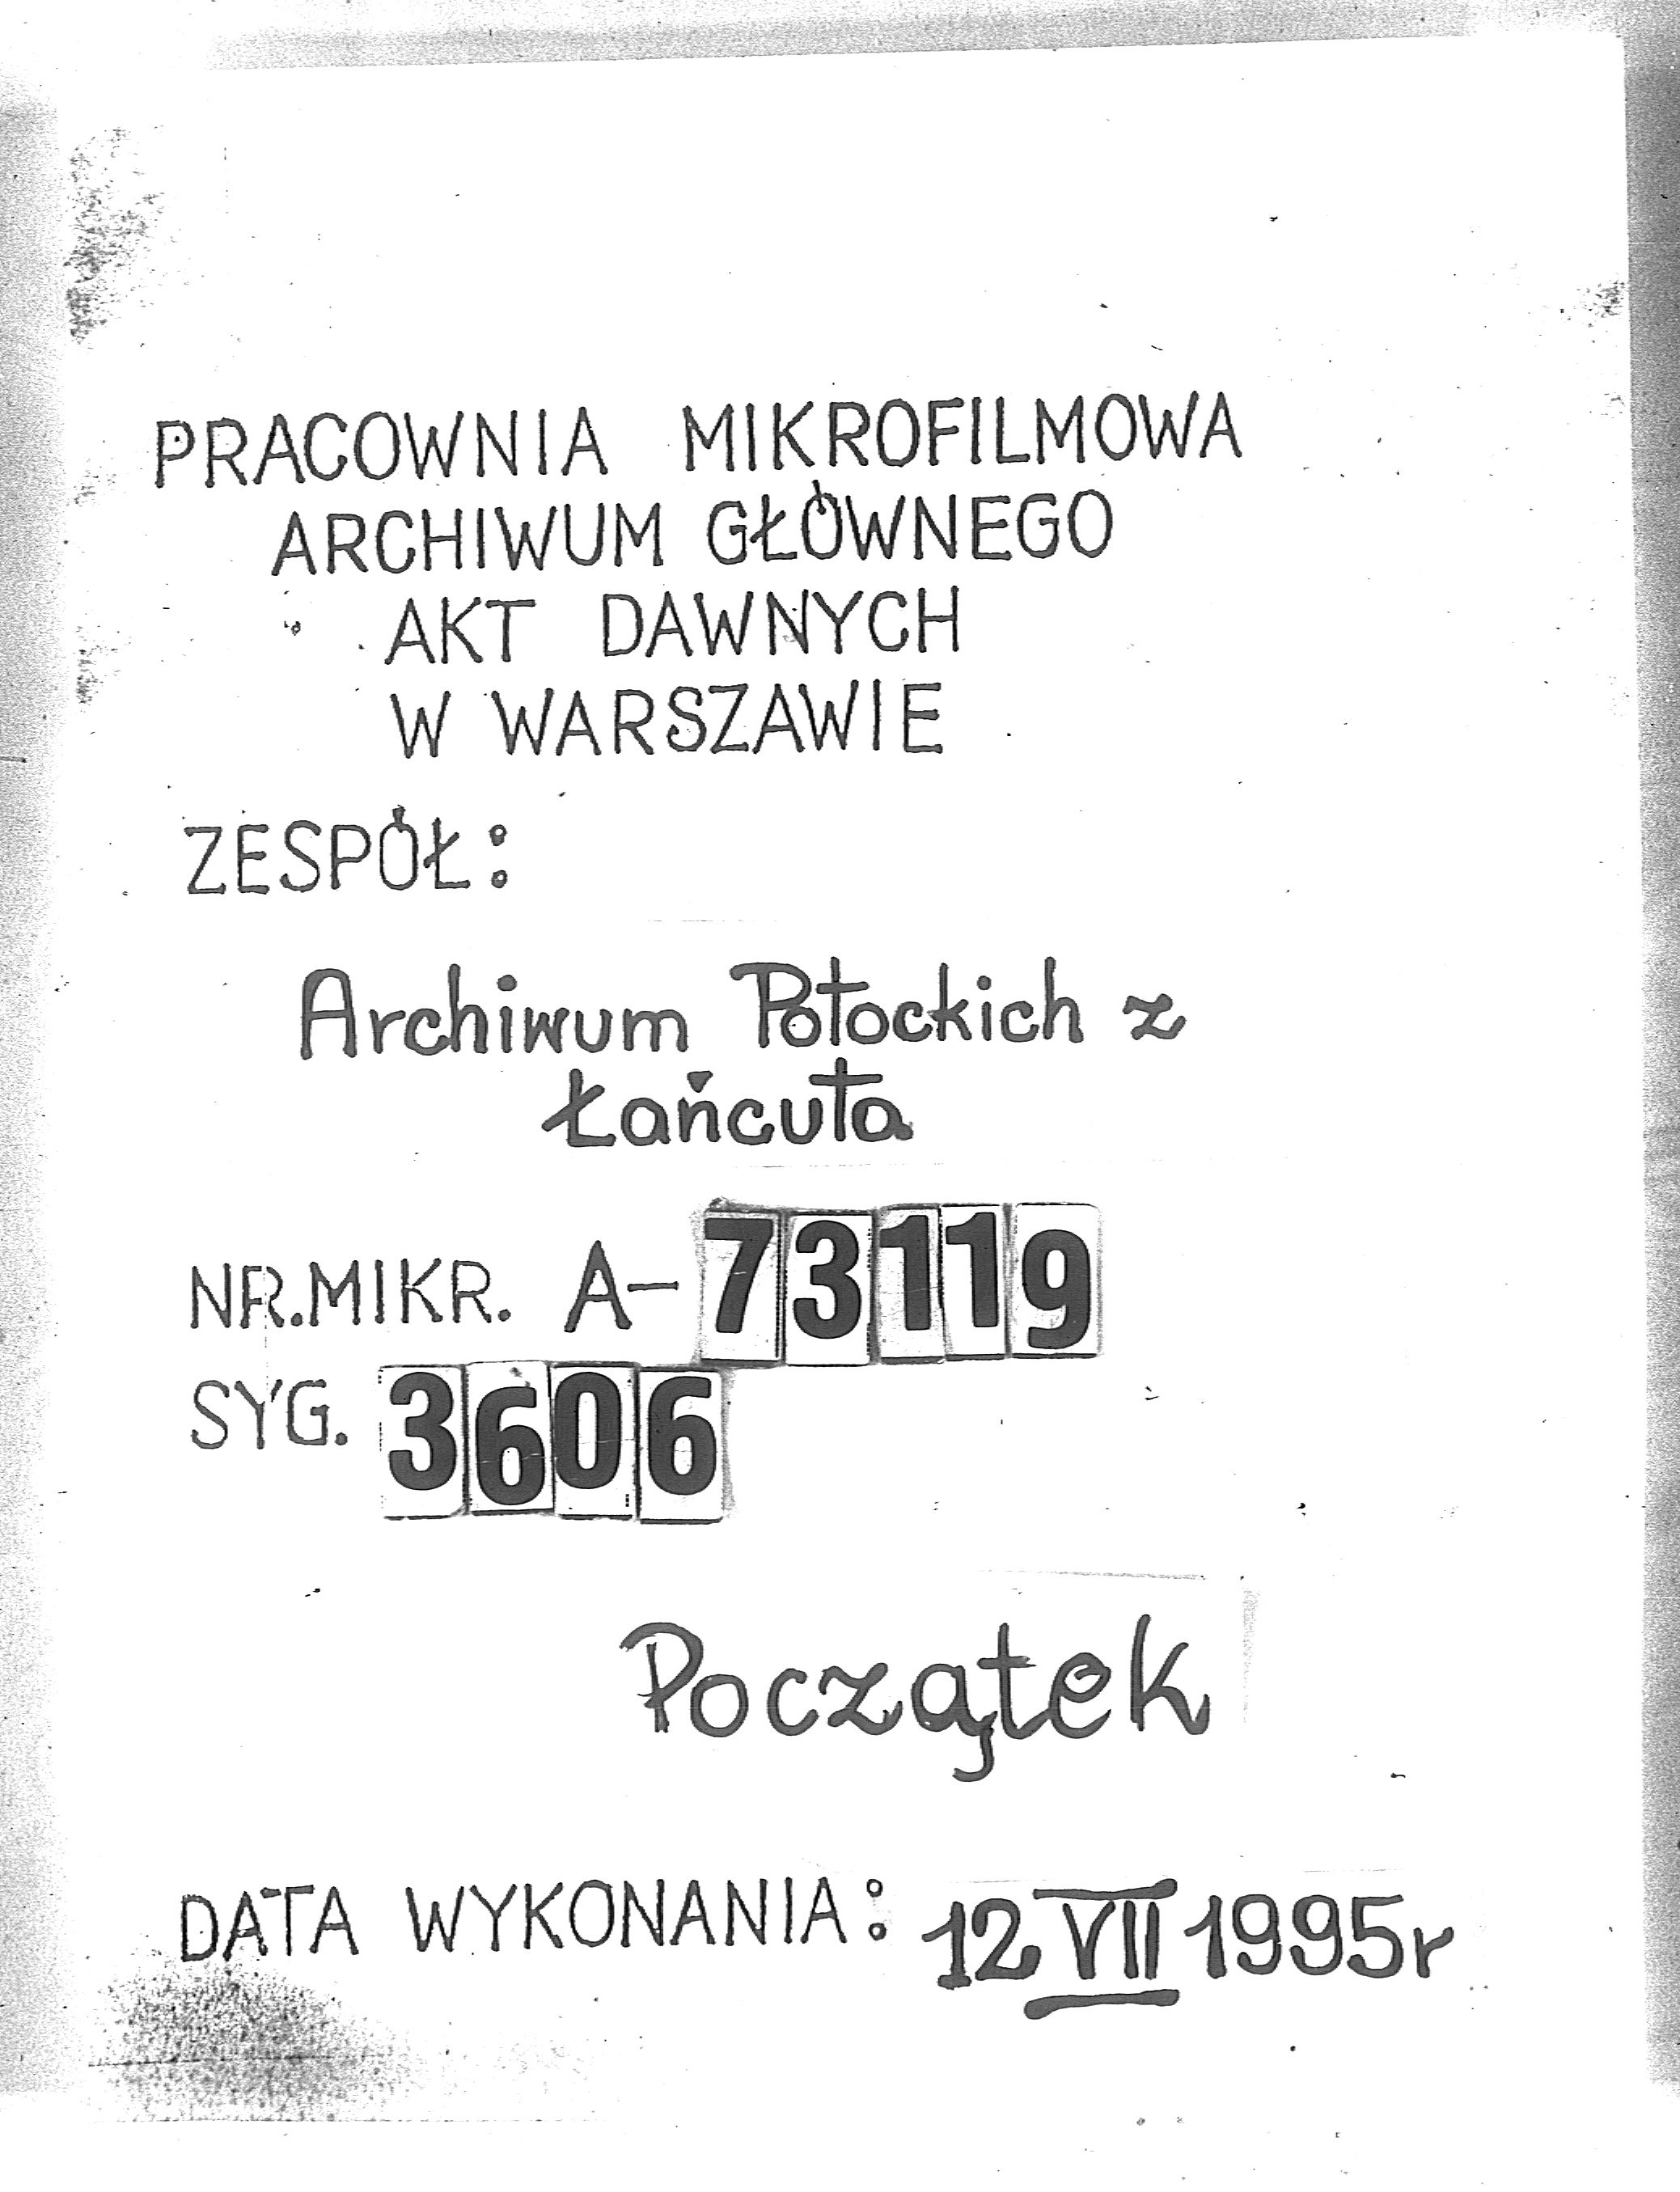 PRACOWNIA MIKROFILMOWA
ARCHIWUM GŁÓWNEGO
AKT DAWNYCH
W WARSZAWIE
ZESPÓŁ:
Archiwum Potockich z
Łańcuta
NR.MIKR. A-73119
SYG. 3606
Początek
DATA WYKONANIA: 12 VII 1995r